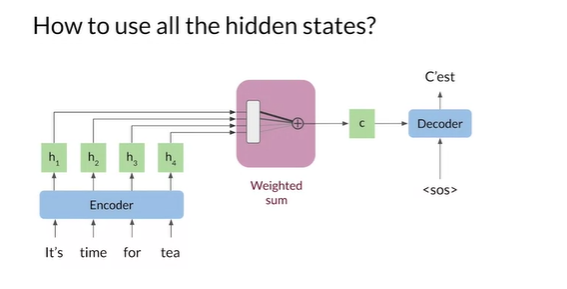 How to use all the hidden states?
C'est
c
Decoder
h₁ h₂ h₃ h₄
Weighted
sum
<sos>
Encoder
It's time for tea